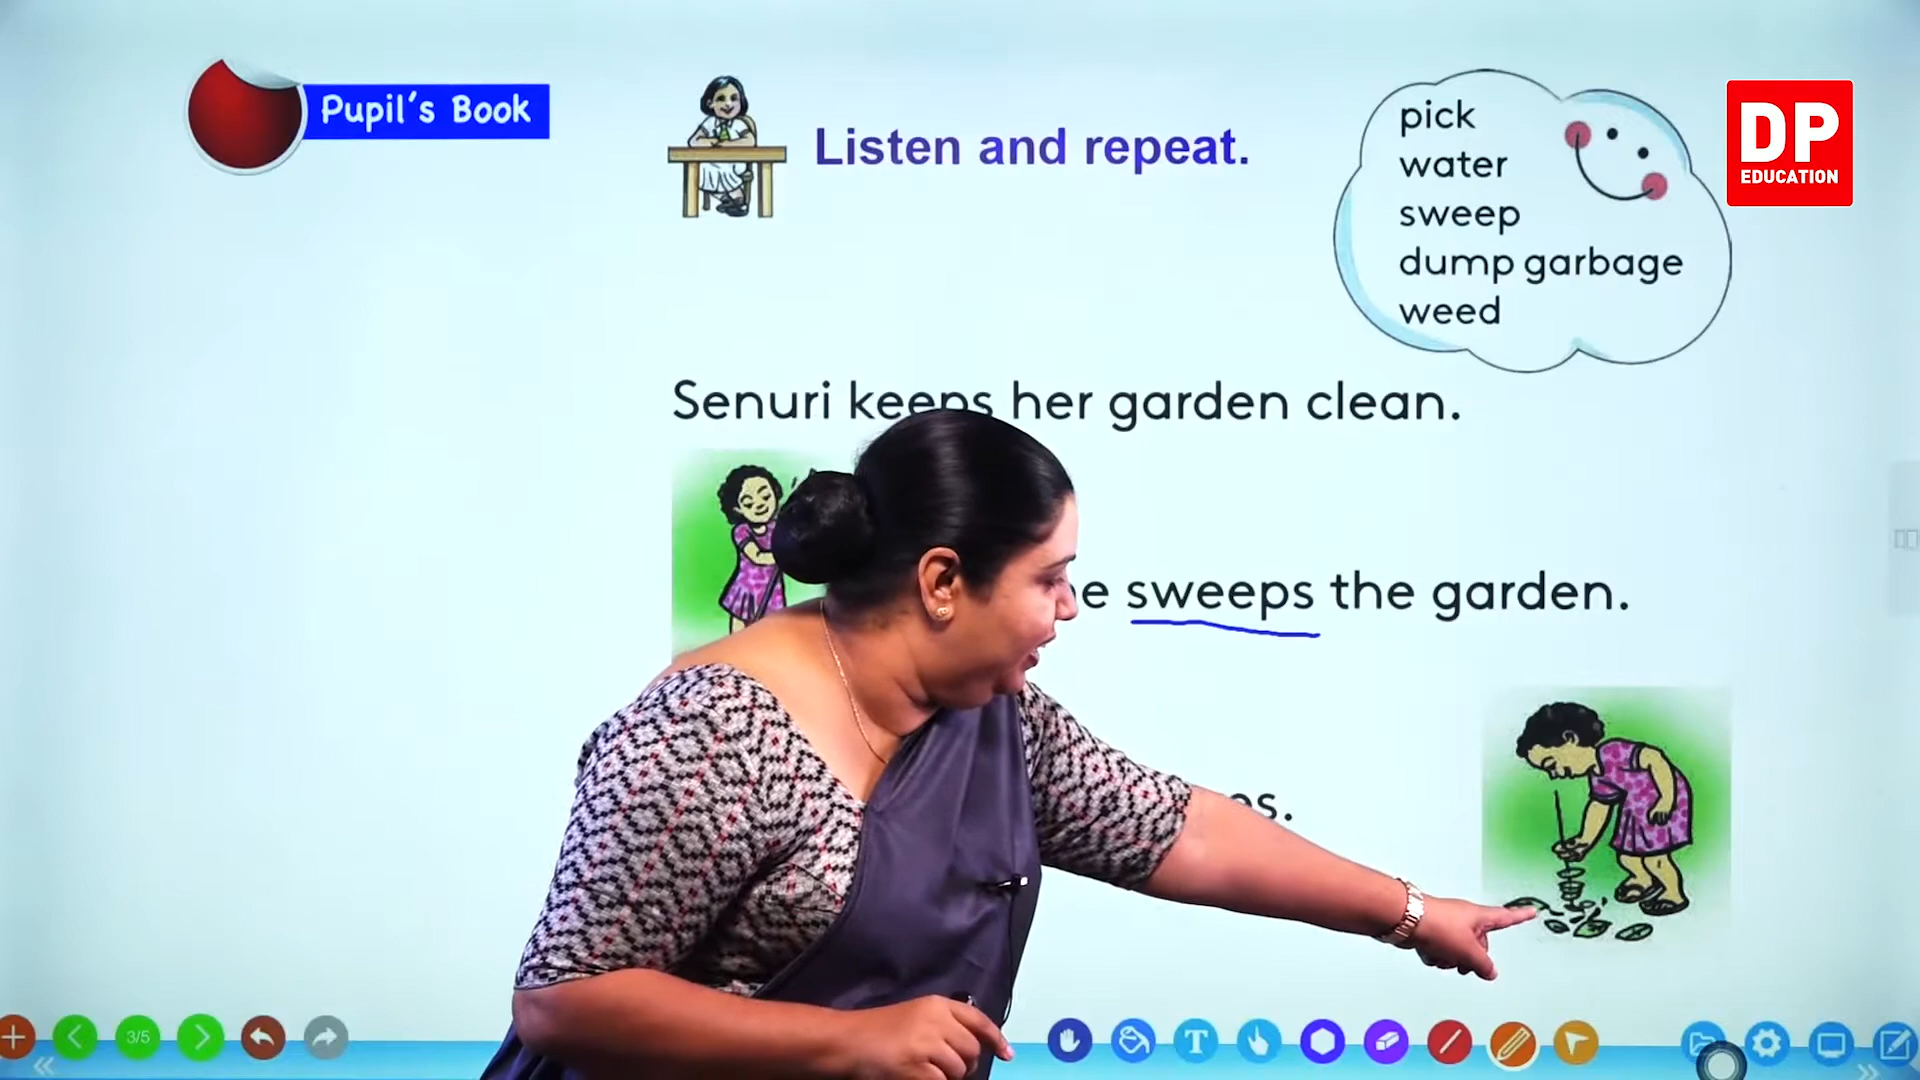 Pupil's Book
Listen and repeat.
pick
water
sweep
dump garbage
weed
DP
EDUCATION
Senuri keeps her garden clean.
sweeps the garden.
3/5
T